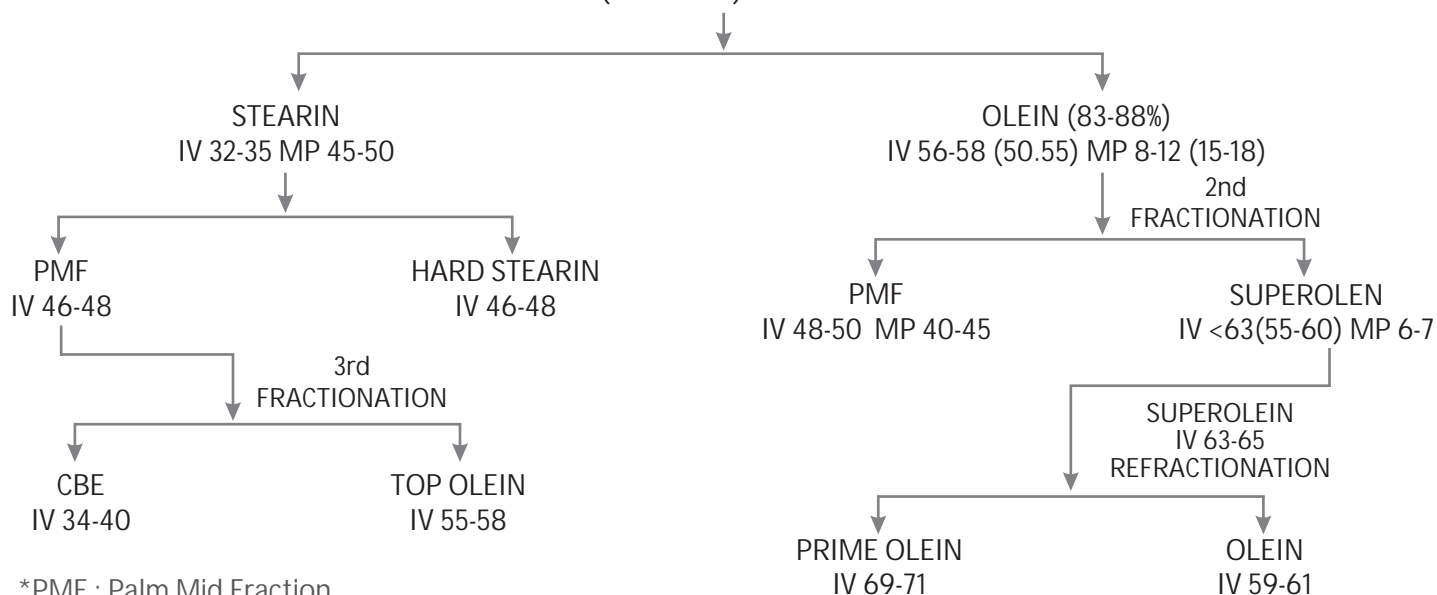 STEARIN
IV 32-35 MP 45-50
OLEIN (83-88%)
IV 56-58 (50.55) MP 8-12 (15-18)
2nd
FRACTIONATION
PMF
IV 46-48
HARD STEARIN
IV 46-48
PMF
IV 48-50 MP 40-45
SUPEROLEN
IV <63(55-60) MP 6-7
3rd
FRACTIONATION
SUPEROLEIN
IV 63-65
REFRACTIONATION
CBE
IV 34-40
TOP OLEIN
IV 55-58
PRIME OLEIN
IV 69-71
OLEIN
IV 59-61
*PMF : Palm Mid Fraction